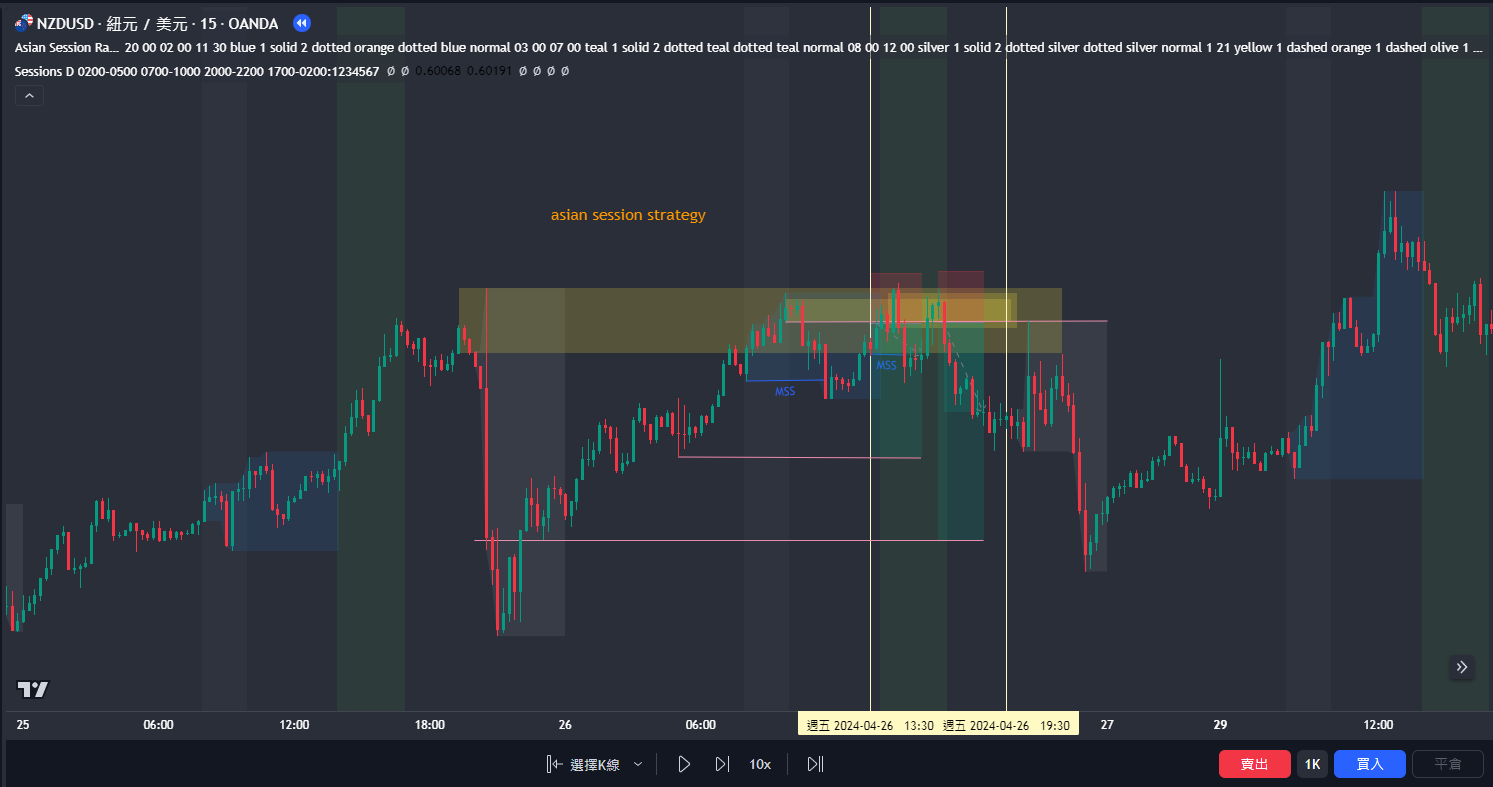 NZDUSD · 紐元 / 美元 · 15 · OANDA
Asian Session Ra... 20 00 02 00 11 30 blue 1 solid 2 dotted orange dotted blue normal 03 00 07 00 teal 1 solid 2 dotted teal dotted teal normal 08 00 12 00 silver 1 solid 2 dotted silver dotted silver normal 1 21 yellow 1 dashed orange 1 dashed olive 1 ...
Sessions D 0200-0500 0700-1000 2000-2200 1700-0200:1234567 Ø Ø 0.60068 0.60191 Ø Ø Ø Ø
asian session strategy
MSS
MSS
25 06:00 12:00 18:00 26 06:00 週五 2024-04-26 13:30 週五 2024-04-26 19:30 27 29 12:00
選擇K線 10x 賣出 1K 買入 平倉